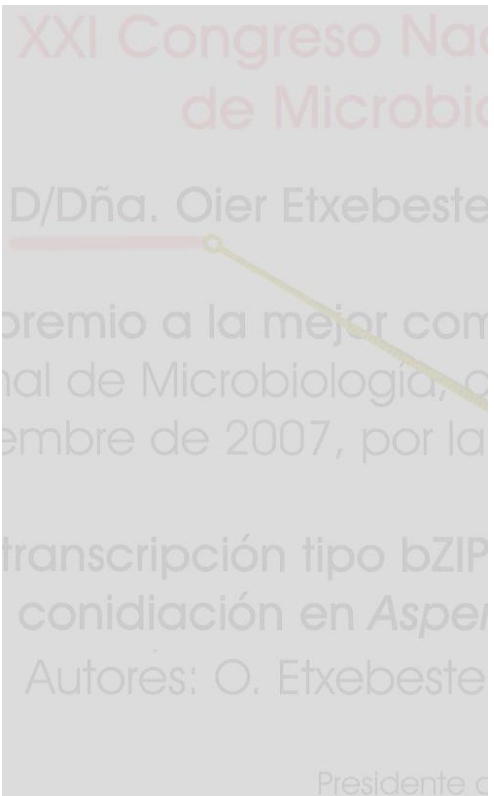 XXI Congreso Nac
de Microbio
D/Dña. Oier Etxebeste
premio a la mejor com
nal de Microbiología, c
embre de 2007, por la
transcripción tipo bZIP
conidiación en Asper
Autores: O. Etxebeste
Presidente d